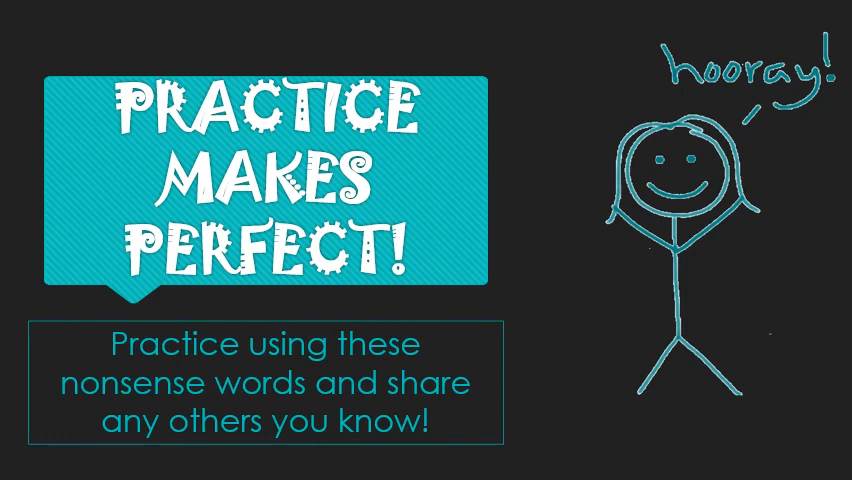 PRACTICE
MAKES
PERFECT!
Practice using these
nonsense words and share
any others you know!
hooray!